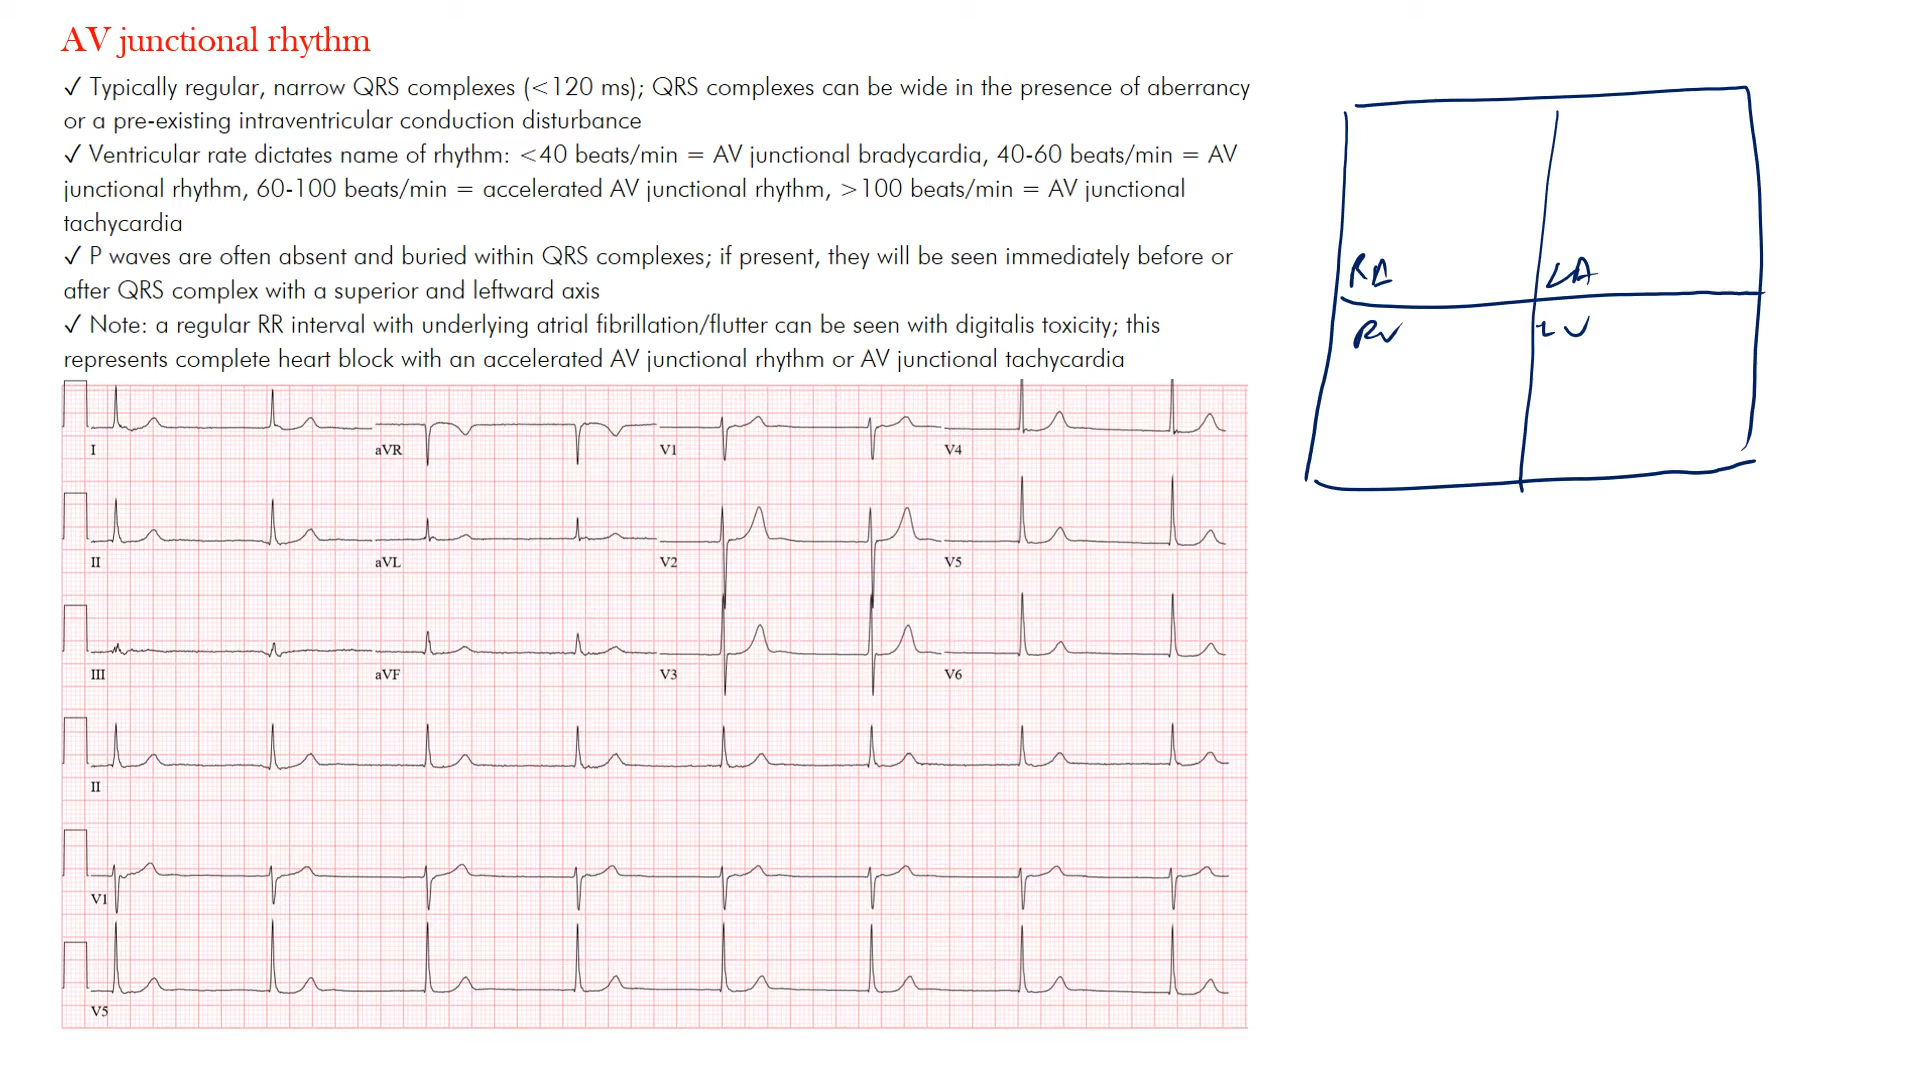 AV junctional rhythm
✓ Typically regular, narrow QRS complexes (<120 ms); QRS complexes can be wide in the presence of aberrancy
or a pre-existing intraventricular conduction disturbance
✓ Ventricular rate dictates name of rhythm: <40 beats/min = AV junctional bradycardia, 40-60 beats/min = AV
junctional rhythm, 60-100 beats/min = accelerated AV junctional rhythm, >100 beats/min = AV junctional
tachycardia
✓ P waves are often absent and buried within QRS complexes; if present, they will be seen immediately before or
after QRS complex with a superior and leftward axis
✓ Note: a regular RR interval with underlying atrial fibrillation/flutter can be seen with digitalis toxicity; this
represents complete heart block with an accelerated AV junctional rhythm or AV junctional tachycardia
RA LA
RV LV
I aVR V1 V4
II aVL V2 V5
III aVF V3 V6
II
V1
V5